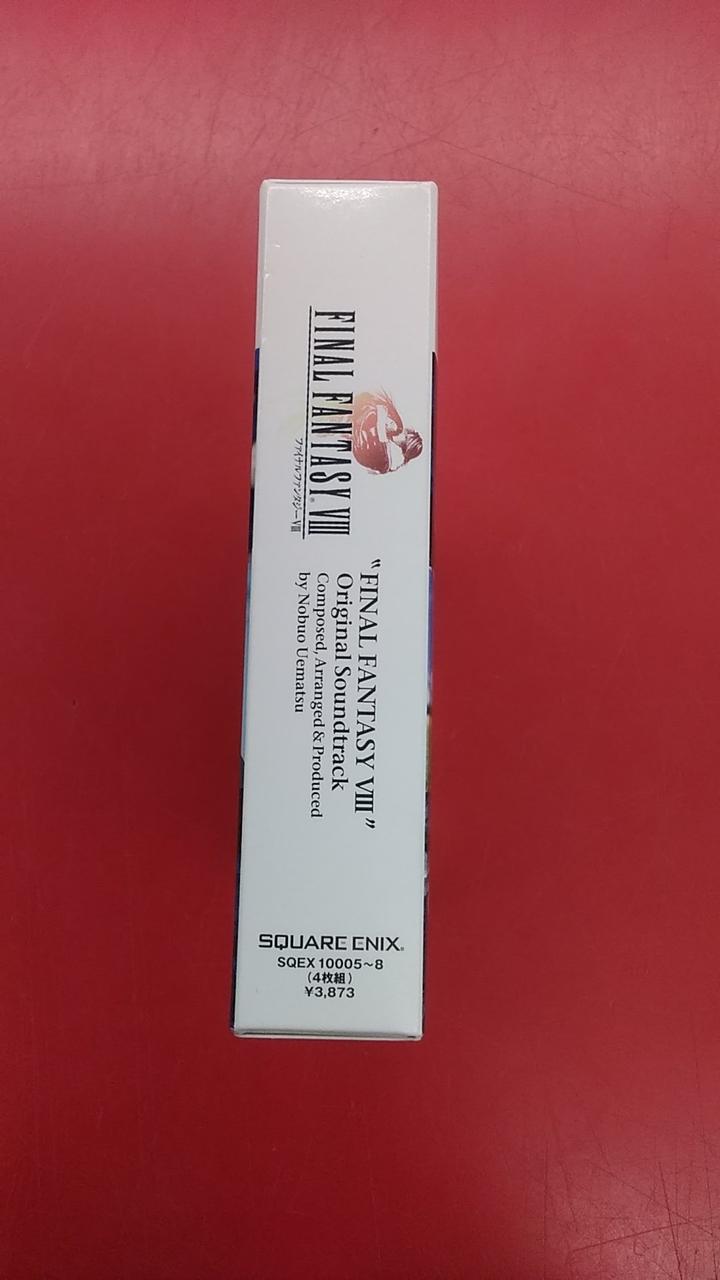 FINAL FANTASY® VIII
ファイナルファンタジーVIII
"FINAL FANTASY VIII"
Original Soundtrack
Composed, Arranged & Produced
by Nobuo Uematsu
SQUARE ENIX®
SQEX 10005~8
(4枚組)
¥3,873